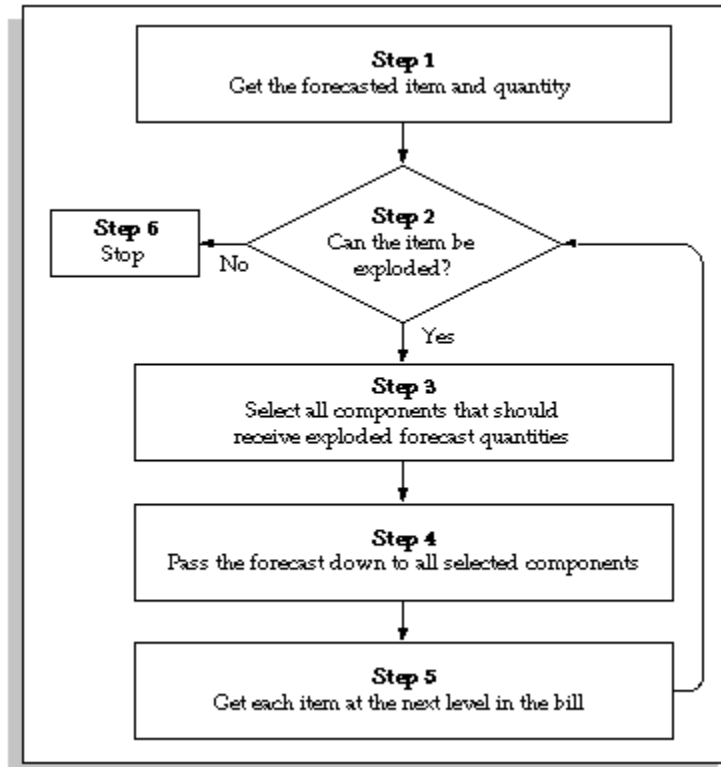 Step 1
Get the forecasted item and quantity
Step 2
Can the item be
exploded?
Step 6
Stop
No
Yes
Step 3
Select all components that should
receive exploded forecast quantities
Step 4
Pass the forecast down to all selected components
Step 5
Get each item at the next level in the bill